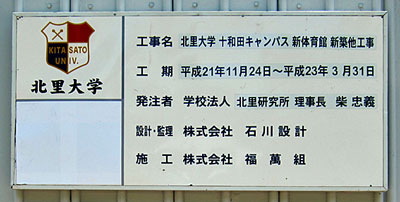 KITA SATO
UNIV.
北里大学
工事名 北里大学 十和田キャンパス 新体育館 新築他工事
工期 平成21年11月24日～平成23年 3月31日
発注者 学校法人 北里研究所 理事長 柴 忠義
設計・監理 株式会社 石川設計
施工 株式会社 福萬組